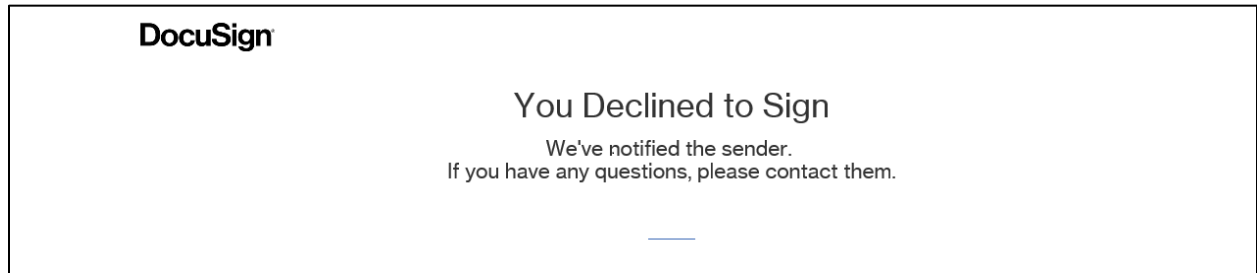 DocuSign
You Declined to Sign
We've notified the sender.
If you have any questions, please contact them.